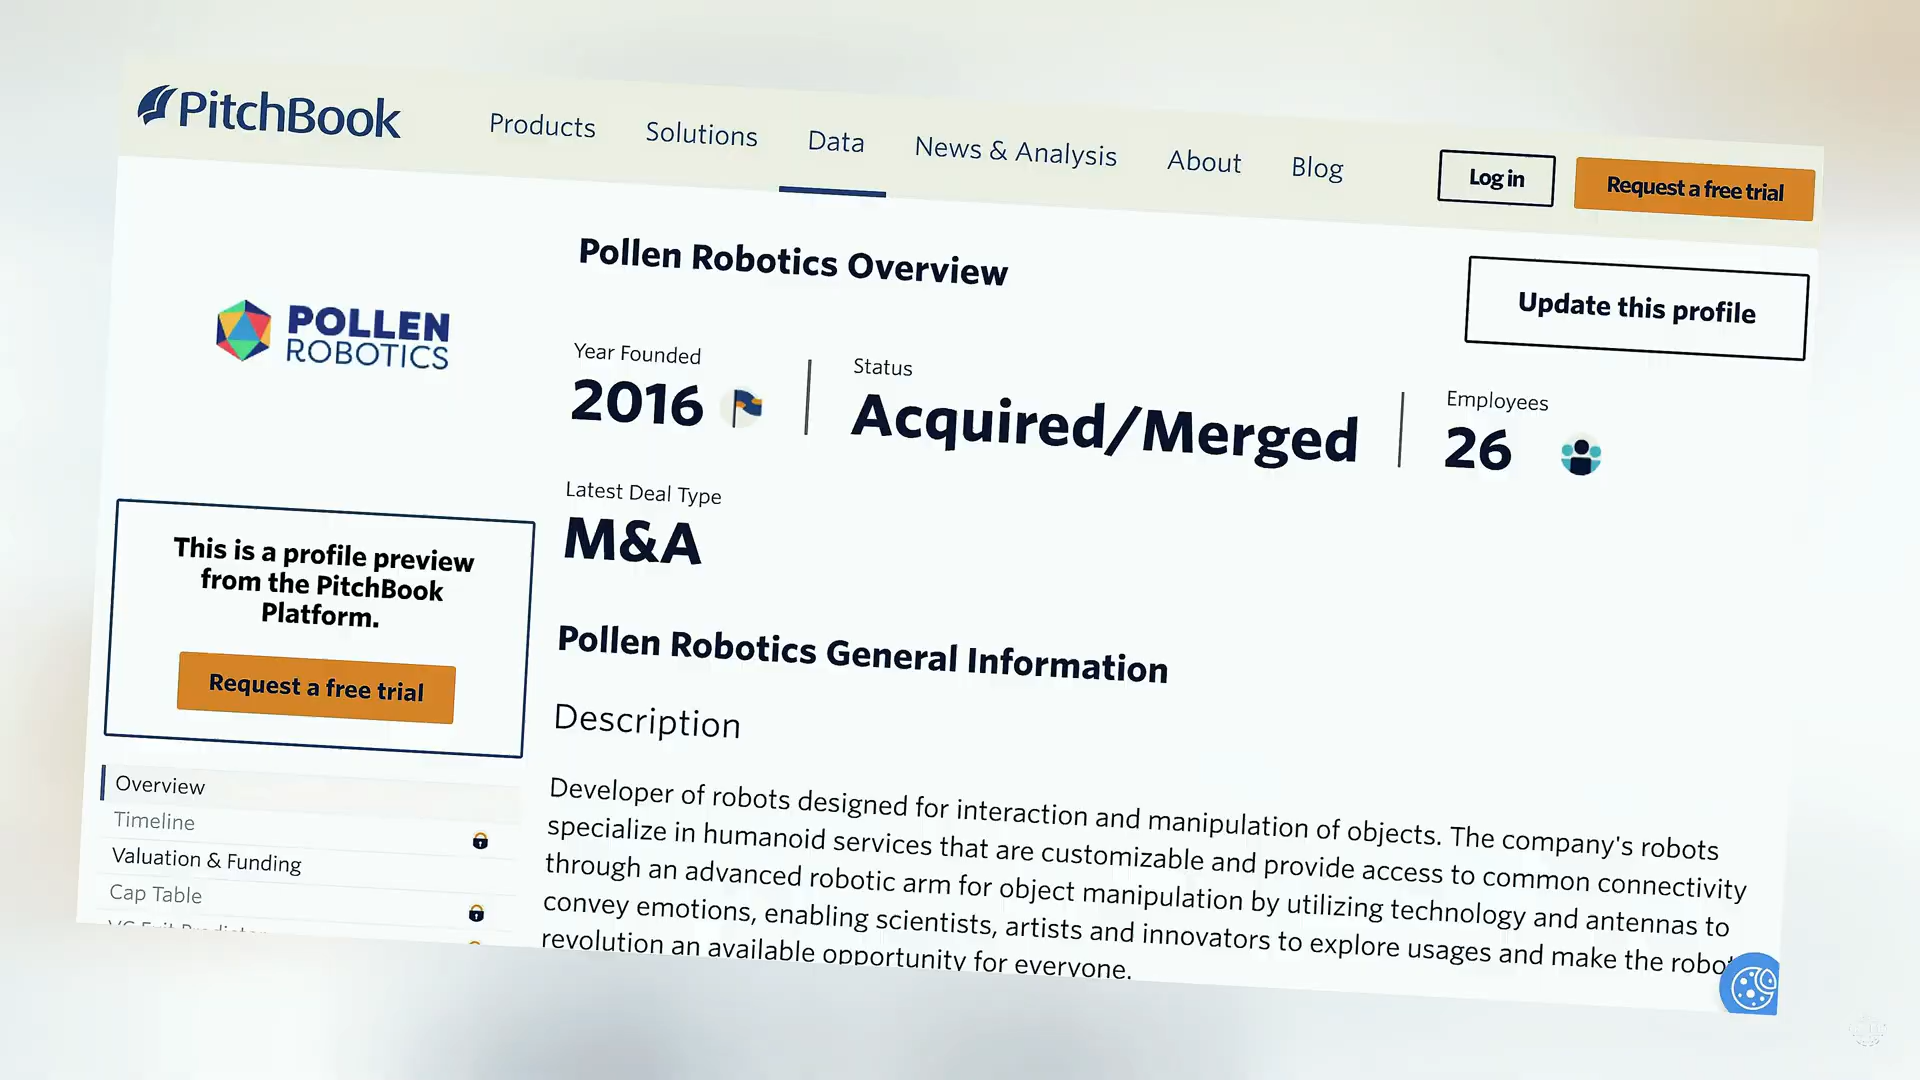 PitchBook
Products
Solutions
Data
News & Analysis
About
Blog
Log in
Request a free trial
POLLEN
ROBOTICS
Pollen Robotics Overview
Update this profile
Year Founded
2016
Status
Acquired/Merged
Employees
26
Latest Deal Type
M&A
This is a profile preview
from the PitchBook
Platform.
Request a free trial
Overview
Timeline
Valuation & Funding
Cap Table
Pollen Robotics General Information
Description
Developer of robots designed for interaction and manipulation of objects. The company's robots
specialize in humanoid services that are customizable and provide access to common connectivity
through an advanced robotic arm for object manipulation by utilizing technology and antennas to
convey emotions, enabling scientists, artists and innovators to explore usages and make the
revolution an available opportunity for everyone.